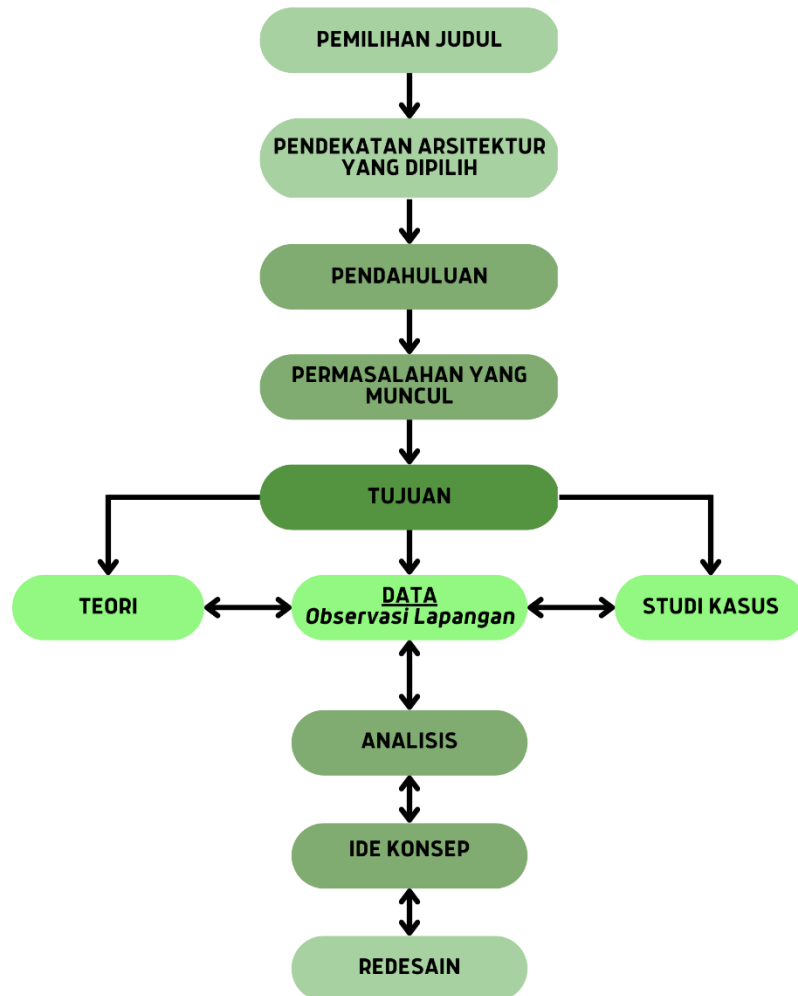 PEMILIHAN JUDUL
PENDEKATAN ARSITEKTUR
YANG DIPILIH
PENDAHULUAN
PERMASALAHAN YANG
MUNCUL
TUJUAN
TEORI
DATA
Observasi Lapangan
STUDI KASUS
ANALISIS
IDE KONSEP
REDESAIN